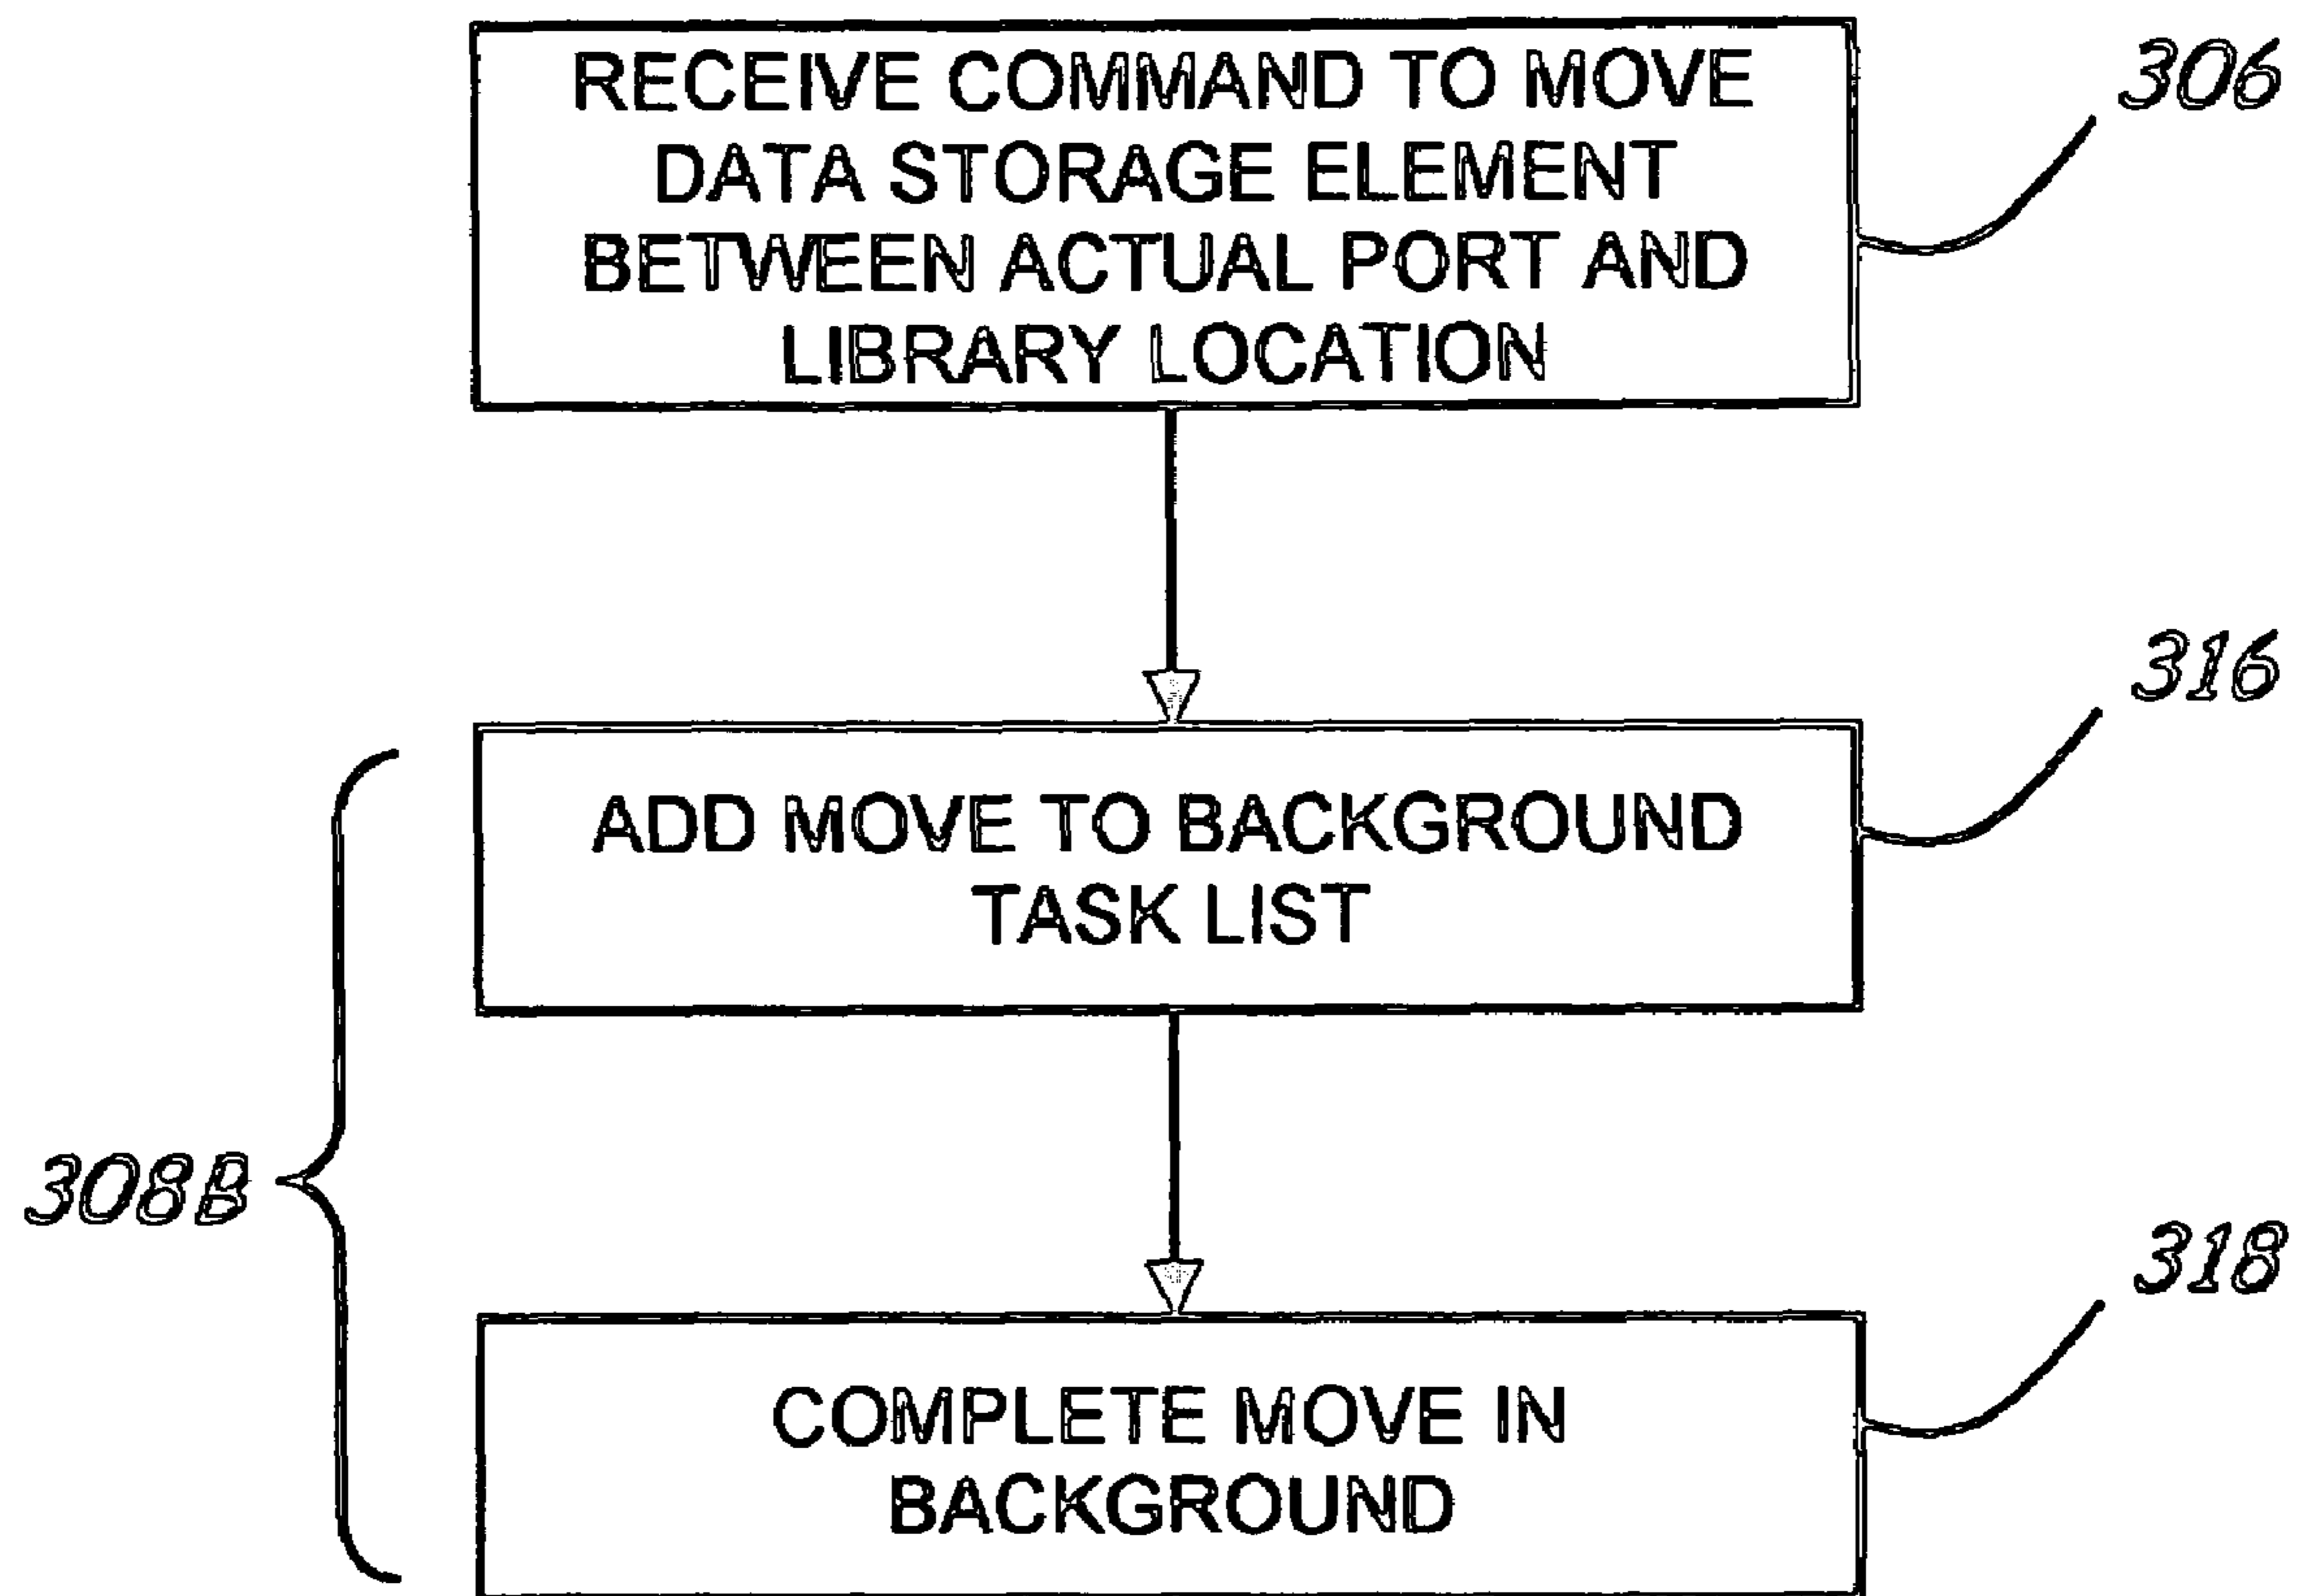 RECEIVE COMMAND TO MOVE
DATA STORAGE ELEMENT
BETWEEN ACTUAL PORT AND
LIBRARY LOCATION
306
ADD MOVE TO BACKGROUND
TASK LIST
316
308B
COMPLETE MOVE IN
BACKGROUND
318